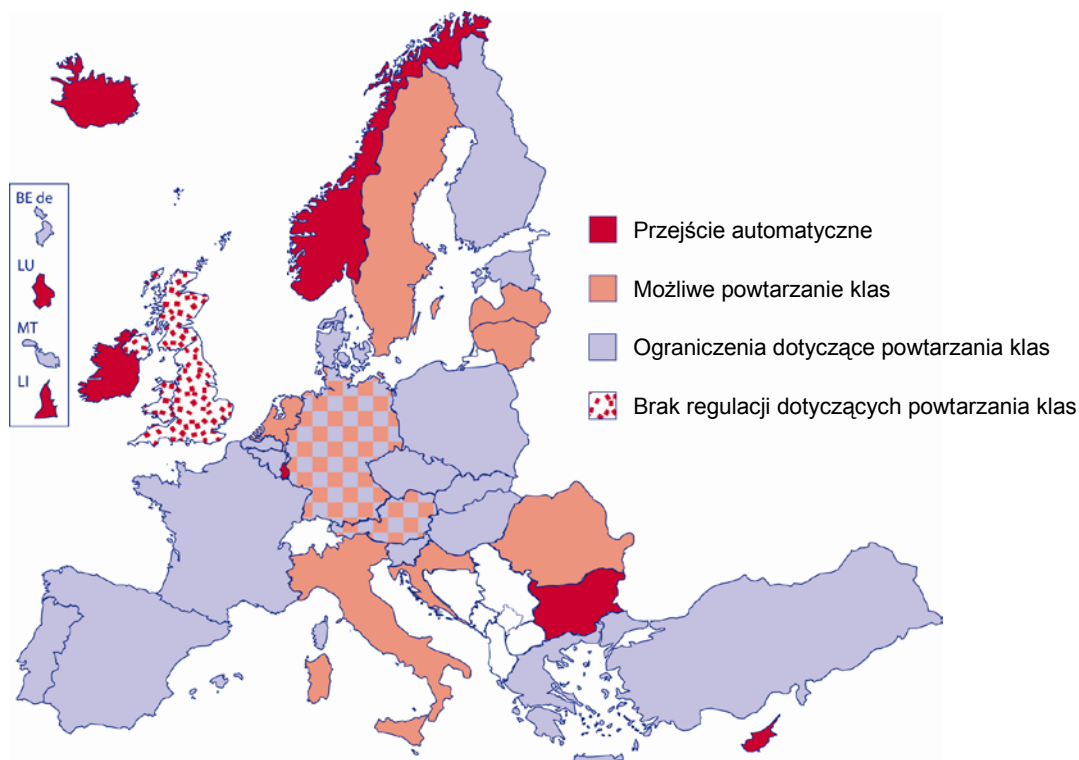 BE de
LU
MT
LI
Przejście automatyczne
Możliwe powtarzanie klas
Ograniczenia dotyczące powtarzania klas
Brak regulacji dotyczących powtarzania klas